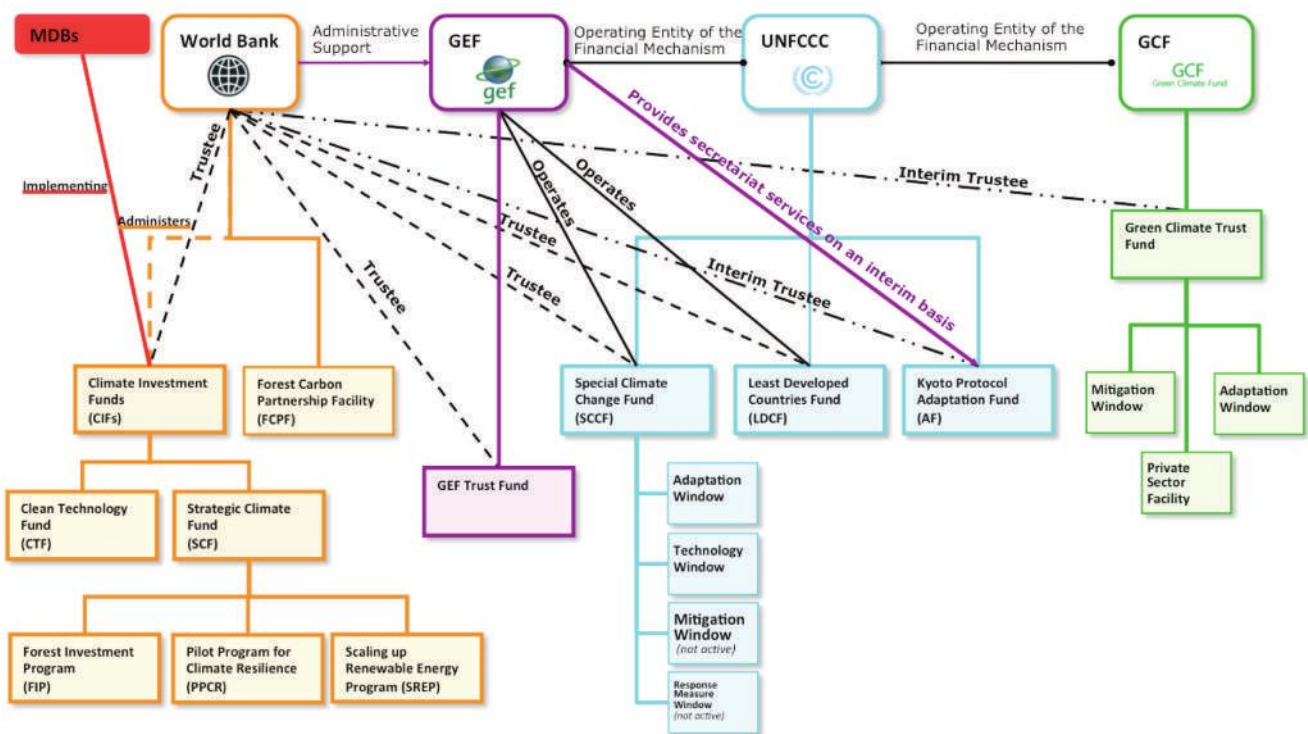 MDBs
World Bank
Administrative
Support
GEF
gef
Operating Entity of the
Financial Mechanism
UNFCCC
Operating Entity of the
Financial Mechanism
GCF
GCF
Green Climate Fund
Implementing
Trustee
Administers
Trustee
Operates
Operates
Trustee
Trustee
Interim Trustee
Provides secretariat services on an interim basis
Interim Trustee
Green Climate Trust
Fund
Climate Investment
Funds
(CIFs)
Forest Carbon
Partnership Facility
(FCPF)
Special Climate
Change Fund
(SCCF)
Least Developed
Countries Fund
(LDCF)
Kyoto Protocol
Adaptation Fund
(AF)
Mitigation
Window
Adaptation
Window
Private
Sector
Facility
GEF Trust Fund
Clean Technology
Fund
(CTF)
Strategic Climate
Fund
(SCF)
Adaptation
Window
Technology
Window
Mitigation
Window
(not active)
Response
Measure
Window
(not active)
Forest Investment
Program
(FIP)
Pilot Program for
Climate Resilience
(PPCR)
Scaling up
Renewable Energy
Program (SREP)